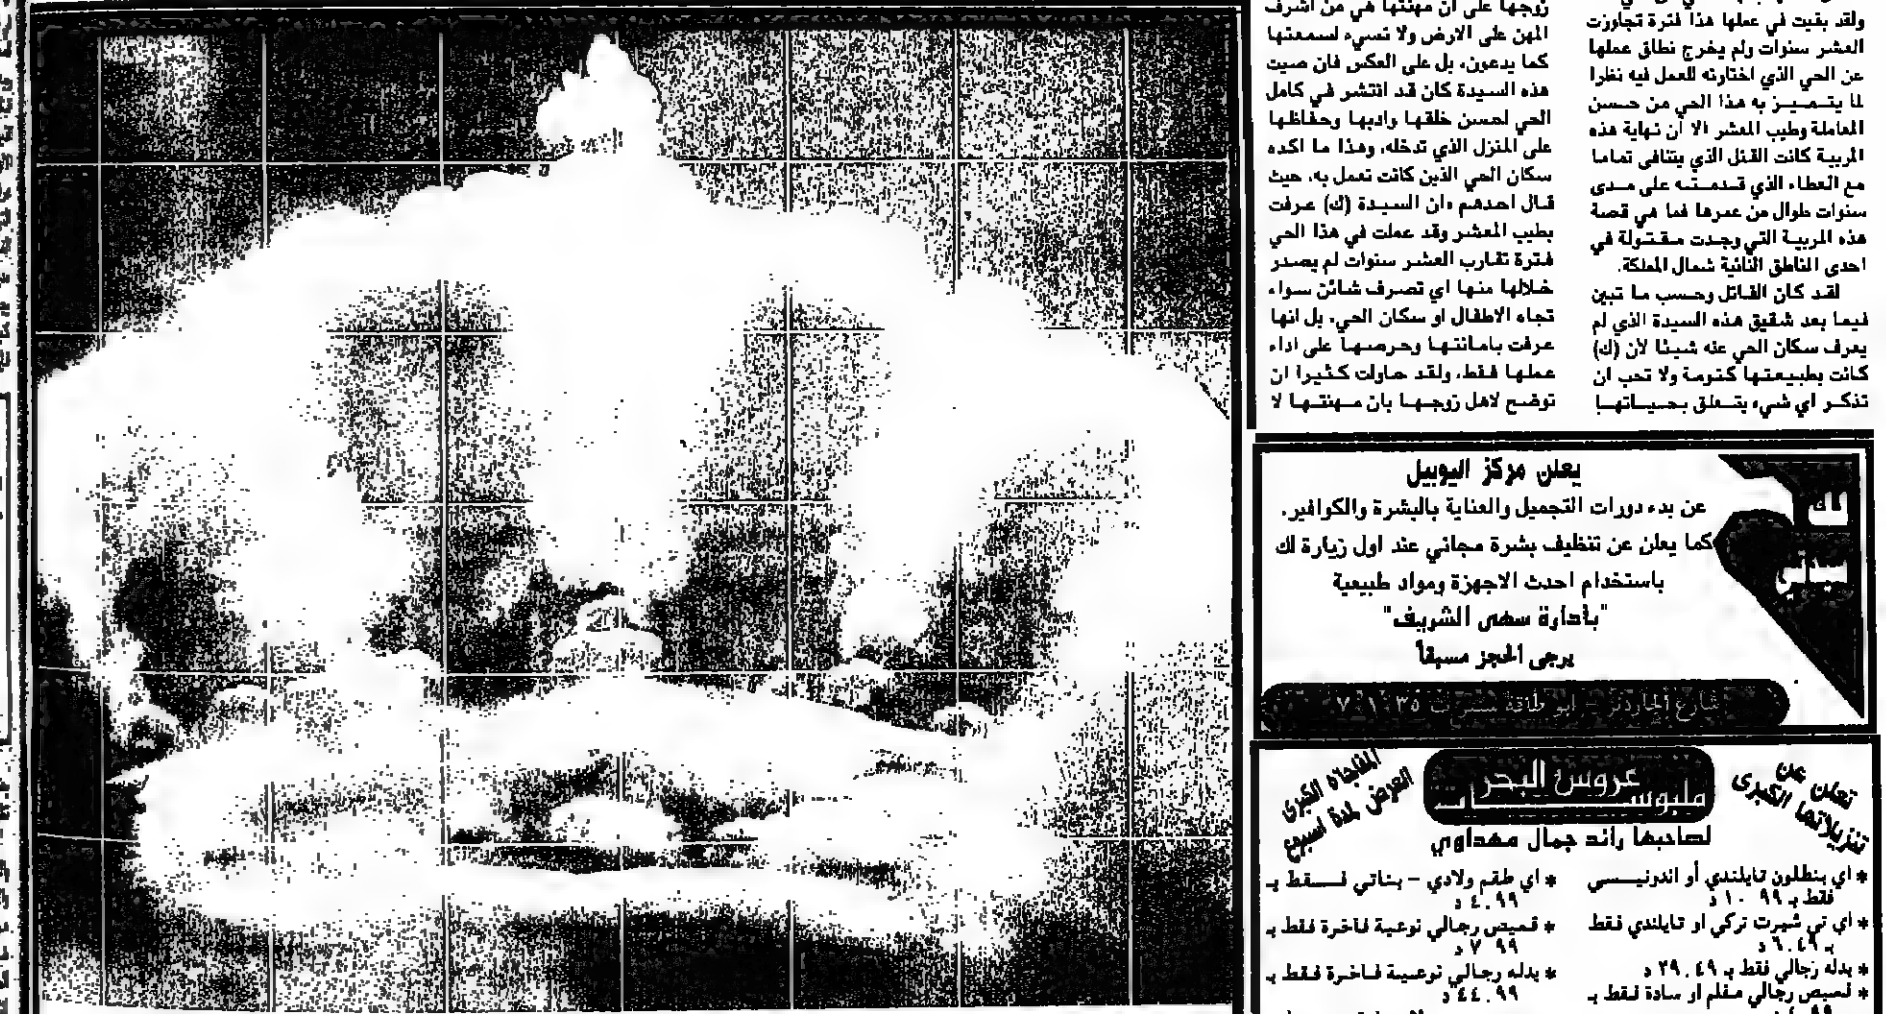 ولقد بقيت في عملها هذا فترة تجاوزت
العشر سنوات ولم يخرج نطاق عملها
عن الحي الذي اختارته للعمل فيه نظرا
لما يتميز به هذا الحي من حسن
المعاملة وطيب المعشر الا ان نهاية هذه
المربية كانت القتل الذي يتنافى تماما
مع العطاء الذي قدمته على مدى
سنوات طوال من عمرها فما هي قصة
هذه المربية التي وجدت مقتولة في
احدى المناطق النائية شمال المملكة.
لقد كان القاتل وحسب ما تبين
فيما بعد شقيق هذه السيدة الذي لم
يعرف سكان الحي عنه شيئا لأن (ك)
كانت بطبيعتها كتومة ولا تحب ان
تذكر اي شيء يتعلق بحياتها
زوجها على ان مهنتها هي من اشرف
المهن على الارض ولا تسيء لسمعتها
كما يدعون، بل على العكس فان صيت
هذه السيدة كان قد انتشر في كامل
الحي لحسن خلقها وادبها وحفاظها
على المنزل الذي تدخله، وهذا ما اكده
سكان الحي الذين كانت تعمل به، حيث
قال احدهم «ان السيدة (ك) عرفت
بطيب المعشر وقد عملت في هذا الحي
فترة تقارب العشر سنوات لم يصدر
خلالها منها اي تصرف شائن سواء
تجاه الاطفال او سكان الحي، بل انها
عرفت بامانتها وحرصها على اداء
عملها فقط، ولقد حاولت كثيرا ان
توضح لاهل زوجها بان مهنتها لا
لك
سيدتي
يعلن مركز اليوبيل
عن بدء دورات التجميل والعناية بالبشرة والكوافير.
كما يعلن عن تنظيف بشرة مجاني عند اول زيارة لك
باستخدام احدث الاجهزة ومواد طبيعية
"بأدارة سهى الشريف"
يرجى الحجز مسبقاً
شارع الجاردنز - ابو طاقة سنتر ت
تعلن عن
تنزيلاتها الكبرى
عروس البحر
ملبوسات
المفاجأة الكبرى
العرض لمدة اسبوع
لصاحبها رائد جمال مهداوي
* اي بنطلون تايلندي أو اندونيسي
فقط بـ ٩٩ ١٠ د
* اي تي شيرت تركي او تايلندي فقط
بـ ٦.٤٩ د
* بدله رجالي فقط بـ ٢٩.٤٩ د
* قميص رجالي مقلم او سادة فقط بـ
* اي طقم ولادي - بناتي فقط بـ
٤.٩٩ د
* قميص رجالي نوعية فاخرة فقط بـ
٧ ٩٩ د
* بدله رجالي نوعية فاخرة فقط بـ
٤٤.٩٩ د